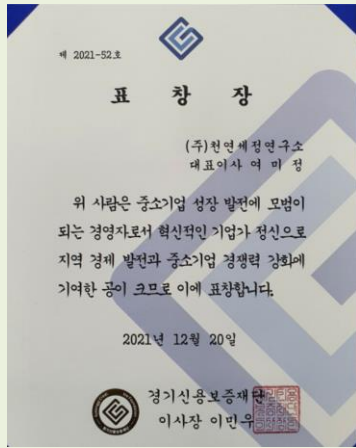 제 2021-52호
표 창 장
(주)천연세정연구소
대표이사 여 미 정
위 사람은 중소기업 성장 발전에 모범이
되는 경영자로서 혁신적인 기업가 정신으로
지역 경제 발전과 중소기업 경쟁력 강화에
기여한 공이 크므로 이에 표창합니다.
2021년 12월 20일
경기신용보증재단
이사장 이민우